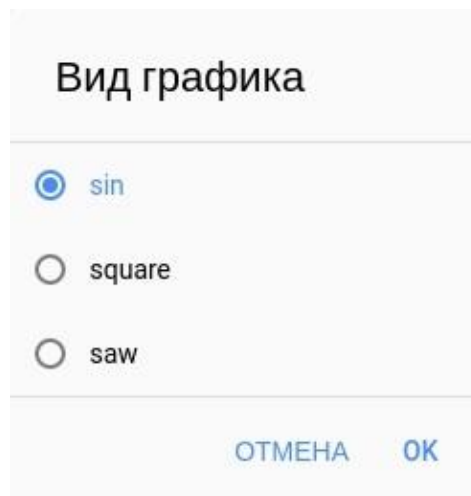 Вид графика
sin
square
saw
ОТМЕНА OK